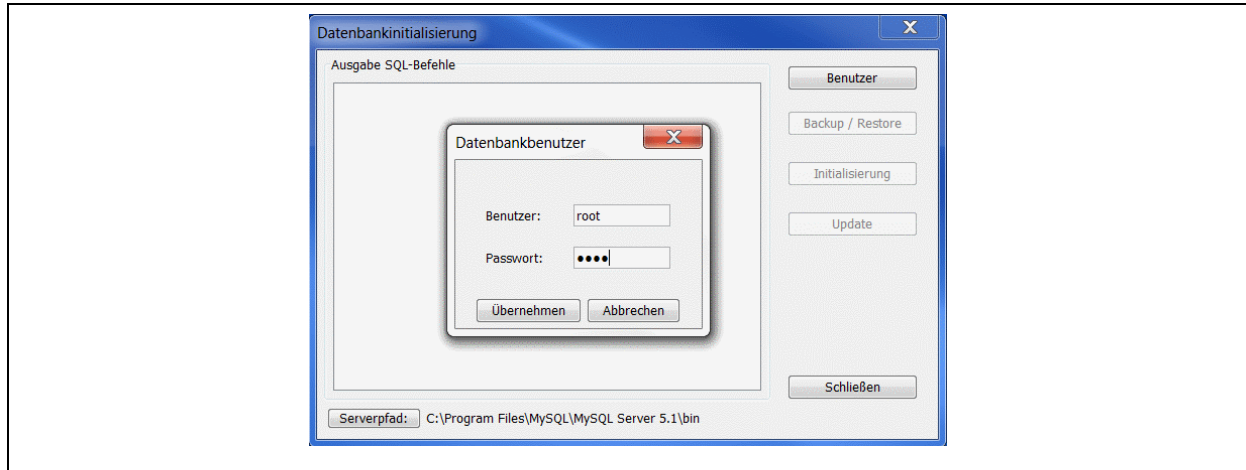 Datenbankinitialisierung
X
Ausgabe SQL-Befehle
Benutzer
Backup / Restore
Initialisierung
Update
Datenbankbenutzer
X
Benutzer: root
Passwort: ••••
Übernehmen Abbrechen
Schließen
Serverpfad: C:\Program Files\MySQL\MySQL Server 5.1\bin